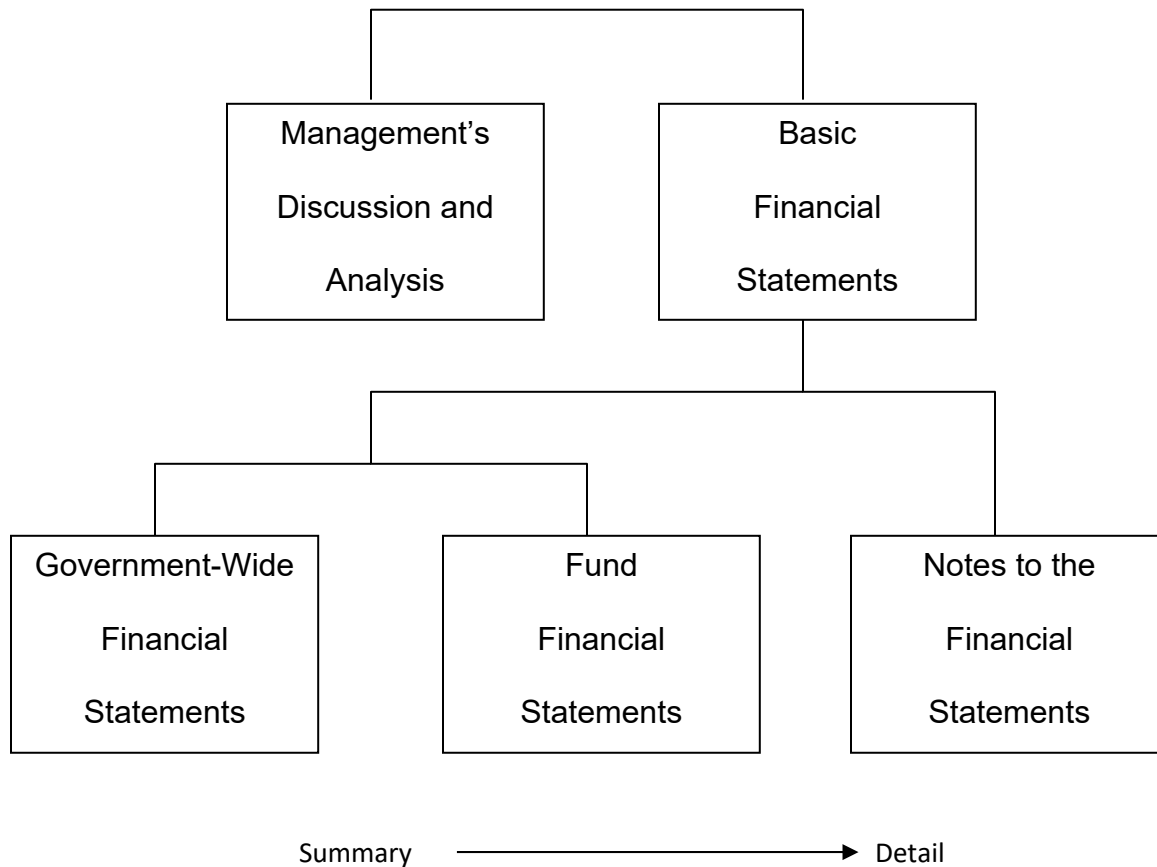 Management’s
Discussion and
Analysis
Basic
Financial
Statements
Government-Wide
Financial
Statements
Fund
Financial
Statements
Notes to the
Financial
Statements
Summary
Detail